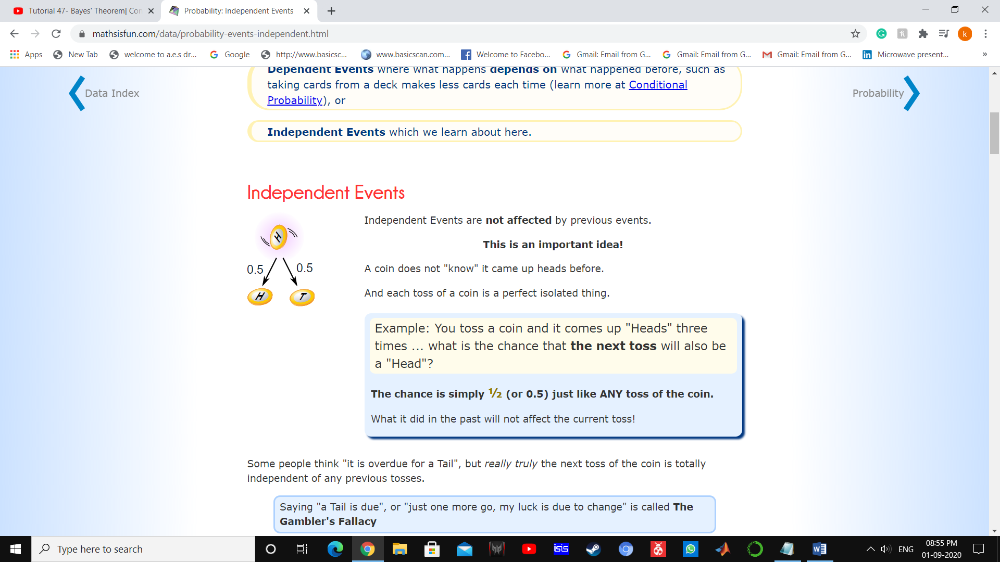 Tutorial 47- Bayes' Theorem| Con
Probability: Independent Events
mathsisfun.com/data/probability-events-independent.html
k
Apps
New Tab
welcome to a.e.s dr...
Google
http://www.basicsc...
www.basicscan.com...
Welcome to Facebo...
Gmail: Email from G...
Gmail: Email from G...
Gmail: Email from G...
Microwave present...
»
Data Index
Probability
Dependent Events where what happens depends on what happened before, such as
taking cards from a deck makes less cards each time (learn more at Conditional
Probability), or
Independent Events which we learn about here.
Independent Events
H
0.5
0.5
H
T
Independent Events are not affected by previous events.
This is an important idea!
A coin does not "know" it came up heads before.
And each toss of a coin is a perfect isolated thing.
Example: You toss a coin and it comes up "Heads" three
times ... what is the chance that the next toss will also be
a "Head"?
The chance is simply ½ (or 0.5) just like ANY toss of the coin.
What it did in the past will not affect the current toss!
Some people think "it is overdue for a Tail", but really truly the next toss of the coin is totally
independent of any previous tosses.
Saying "a Tail is due", or "just one more go, my luck is due to change" is called The
Gambler's Fallacy
Type here to search
ISIS
ENG
08:55 PM
01-09-2020